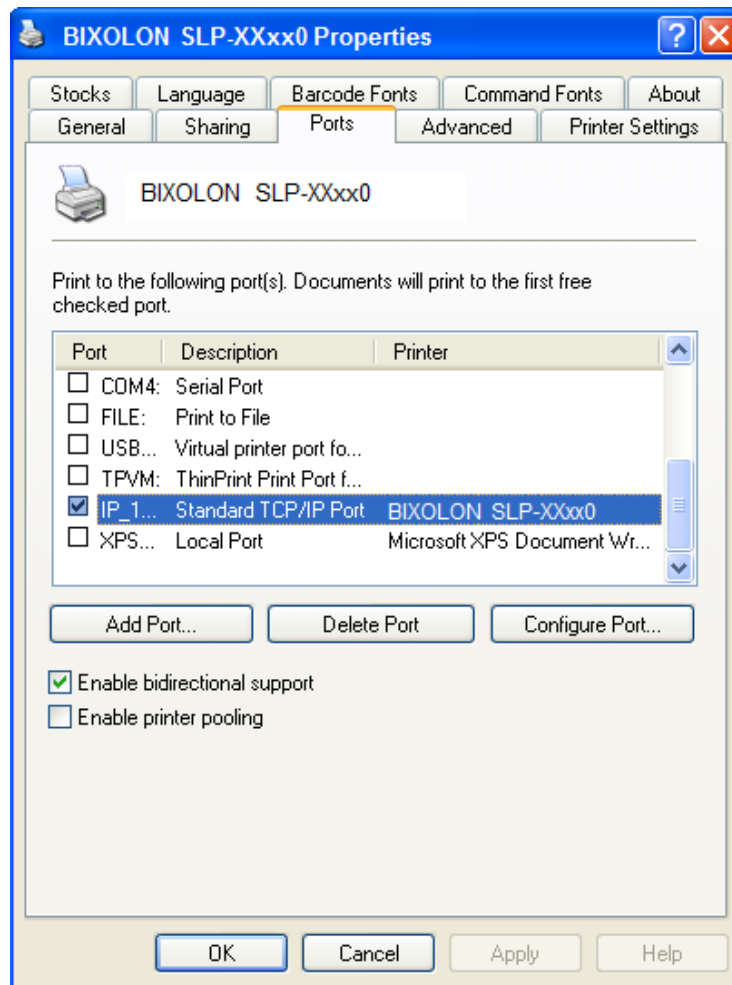 BIXOLON SLP-XXxx0 Properties
Stocks Language Barcode Fonts Command Fonts About
General Sharing Ports Advanced Printer Settings
BIXOLON SLP-XXxx0
Print to the following port(s). Documents will print to the first free
checked port.
Port Description Printer
COM4: Serial Port
FILE: Print to File
USB... Virtual printer port fo...
TPVM: ThinPrint Print Port f...
IP_1... Standard TCP/IP Port BIXOLON SLP-XXxx0
XPS... Local Port Microsoft XPS Document Wr...
Add Port... Delete Port Configure Port...
Enable bidirectional support
Enable printer pooling
OK Cancel Apply Help